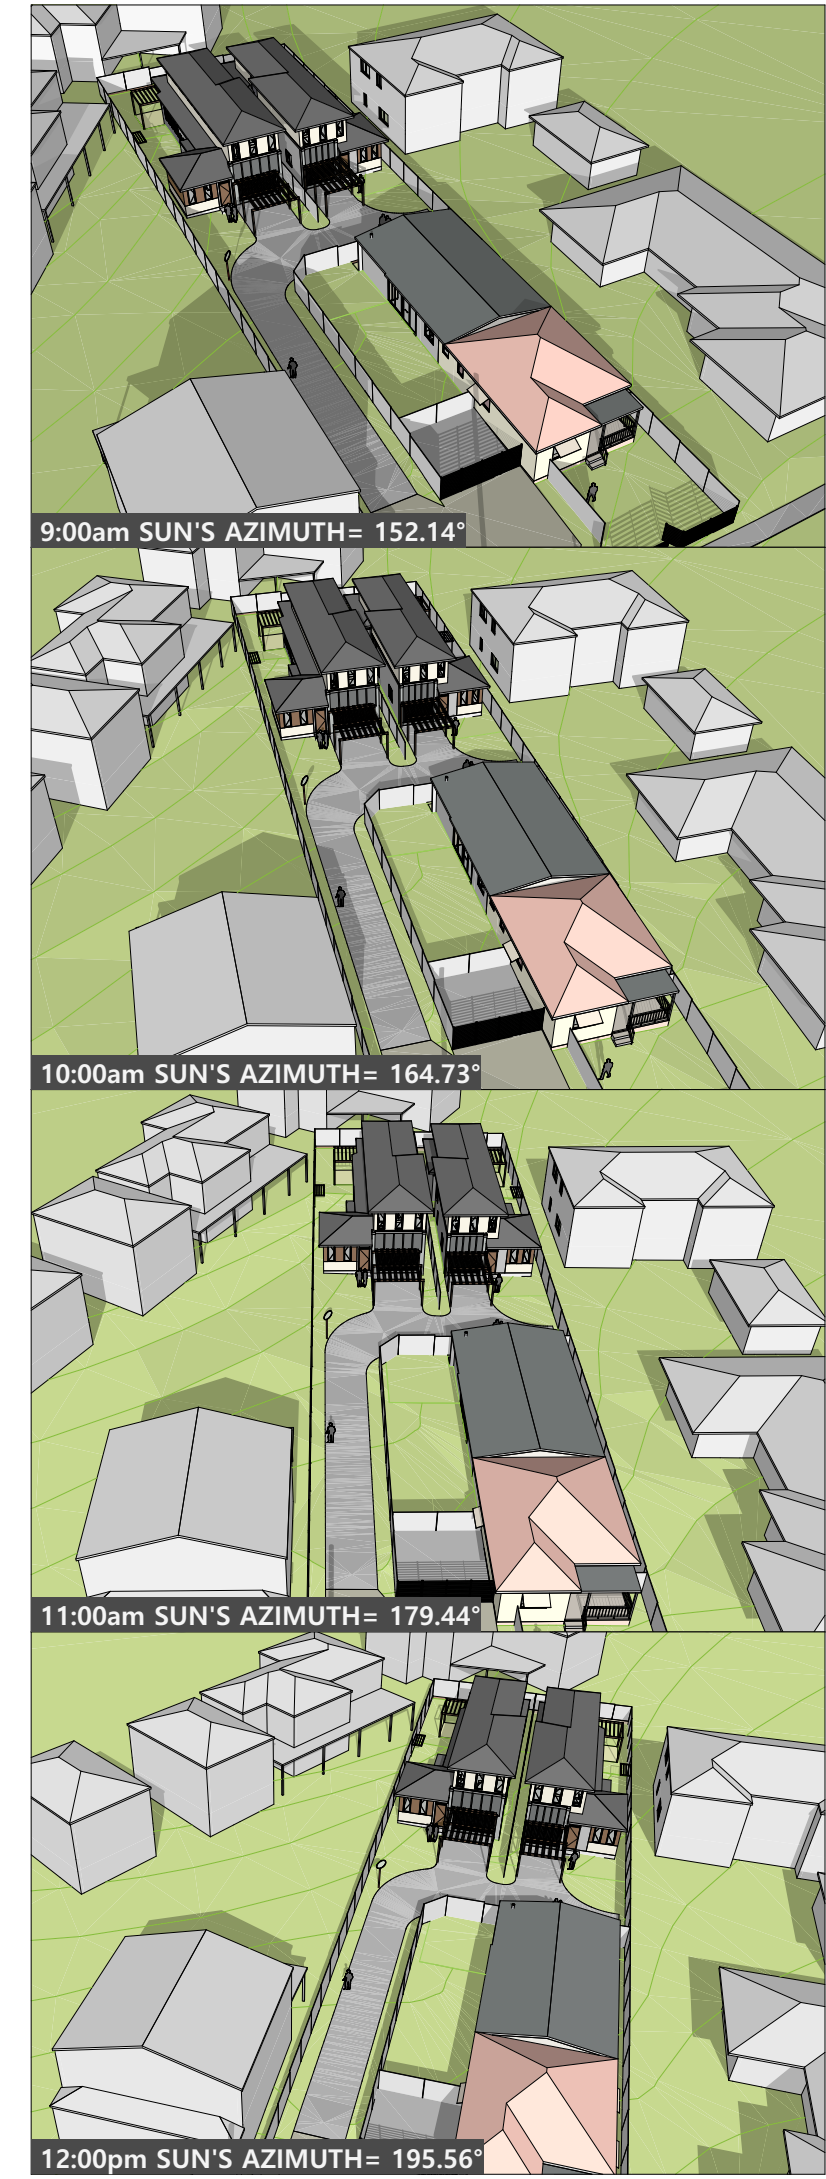 9:00am SUN'S AZIMUTH= 152.14°
10:00am SUN'S AZIMUTH= 164.73°
11:00am SUN'S AZIMUTH= 179.44°
12:00pm SUN'S AZIMUTH= 195.56°